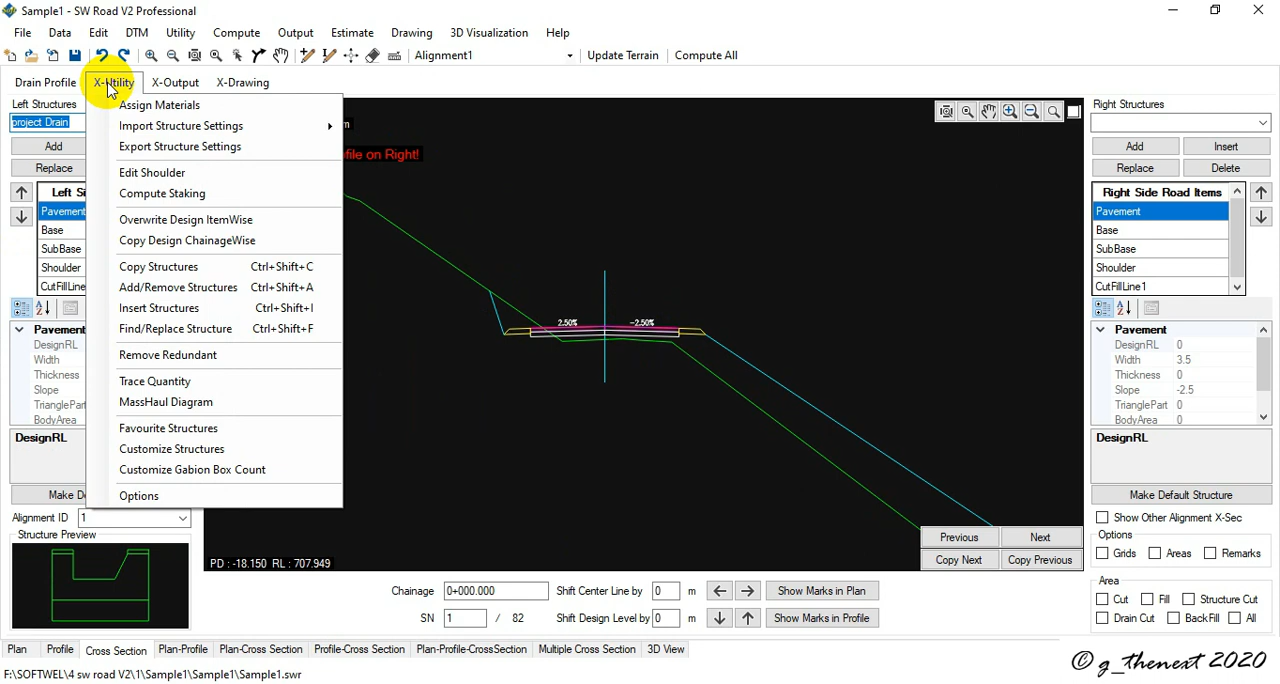 Sample1 - SW Road V2 Professional
File Data Edit DTM Utility Compute Output Estimate Drawing 3D Visualization Help
Alignment1 Update Terrain Compute All
Drain Profile X-Utility X-Output X-Drawing
Left Structures
project Drain
Add
Replace
Left Si
Pavement
Base
SubBase
Shoulder
CutFillLine
Pavement
DesignRL
Width
Thickness
Slope
TrianglePart
BodyArea
DesignRL
Make De
Alignment ID 1
Structure Preview
Assign Materials
Import Structure Settings
Export Structure Settings
Edit Shoulder
Compute Staking
Overwrite Design ItemWise
Copy Design ChainageWise
Copy Structures Ctrl+Shift+C
Add/Remove Structures Ctrl+Shift+A
Insert Structures Ctrl+Shift+I
Find/Replace Structure Ctrl+Shift+F
Remove Redundant
Trace Quantity
MassHaul Diagram
Favourite Structures
Customize Structures
Customize Gabion Box Count
Options
m
file on Right!
2.50% -2.50%
PD : -18.150 RL : 707.949
Previous Next
Copy Next Copy Previous
Right Structures
Add Insert
Replace Delete
Right Side Road Items
Pavement
Base
SubBase
Shoulder
CutFillLine1
Pavement
DesignRL 0
Width 3.5
Thickness 0
Slope -2.5
TrianglePart 0
BodyArea 0
DesignRL
Make Default Structure
Show Other Alignment X-Sec
Options
Grids Areas Remarks
Area
Cut Fill Structure Cut
Drain Cut BackFill All
Chainage 0+000.000 Shift Center Line by 0 m Show Marks in Plan
SN 1 / 82 Shift Design Level by 0 m Show Marks in Profile
Plan Profile Cross Section Plan-Profile Plan-Cross Section Profile-Cross Section Plan-Profile-CrossSection Multiple Cross Section 3D View
F:\SOFTWEL\4 sw road V2\1\Sample1\Sample1\Sample1.swr
© g_thenext 2020